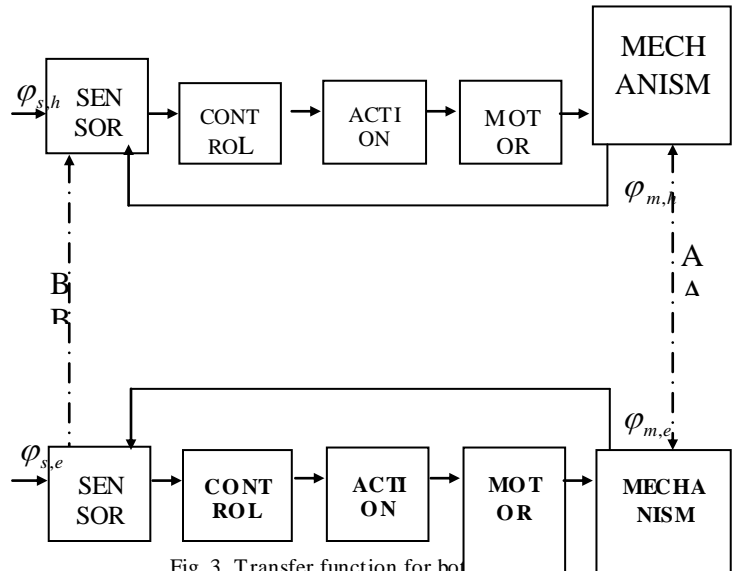 MECH
ANISM
φs,h
SEN
SOR
CONT
ROL
ACTI
ON
MOT
OR
φm,h
A
A
B
B
φm,e
φs,e
SEN
SOR
CONT
ROL
ACTI
ON
MOT
OR
MECHA
NISM
Fig. 3. Transfer function for